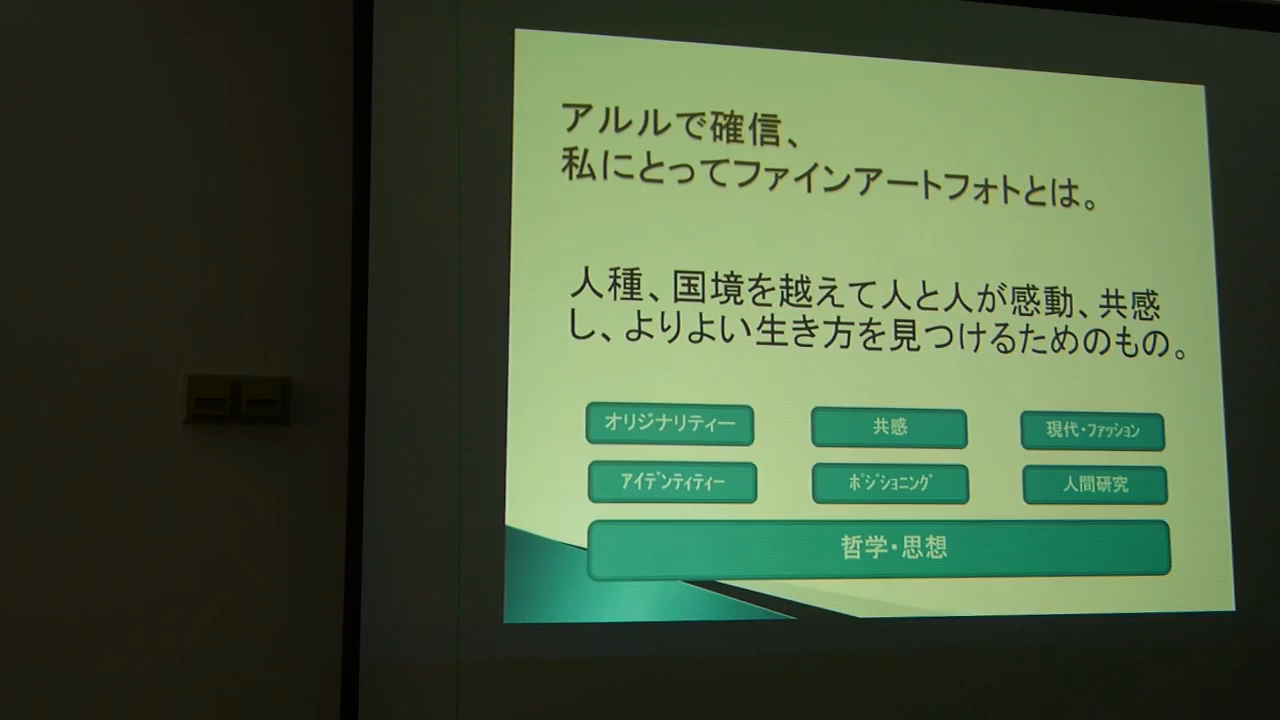 アルルで確信、
私にとってファインアートフォトとは。
人種、国境を越えて人と人が感動、共感
し、よりよい生き方を見つけるためのもの。
オリジナリティー
共感
現代・ﾌｧｯｼｮﾝ
ｱｲﾃﾞﾝﾃｨﾃｨー
ﾎﾟｼﾞｼｮﾆﾝｸﾞ
人間研究
哲学・思想